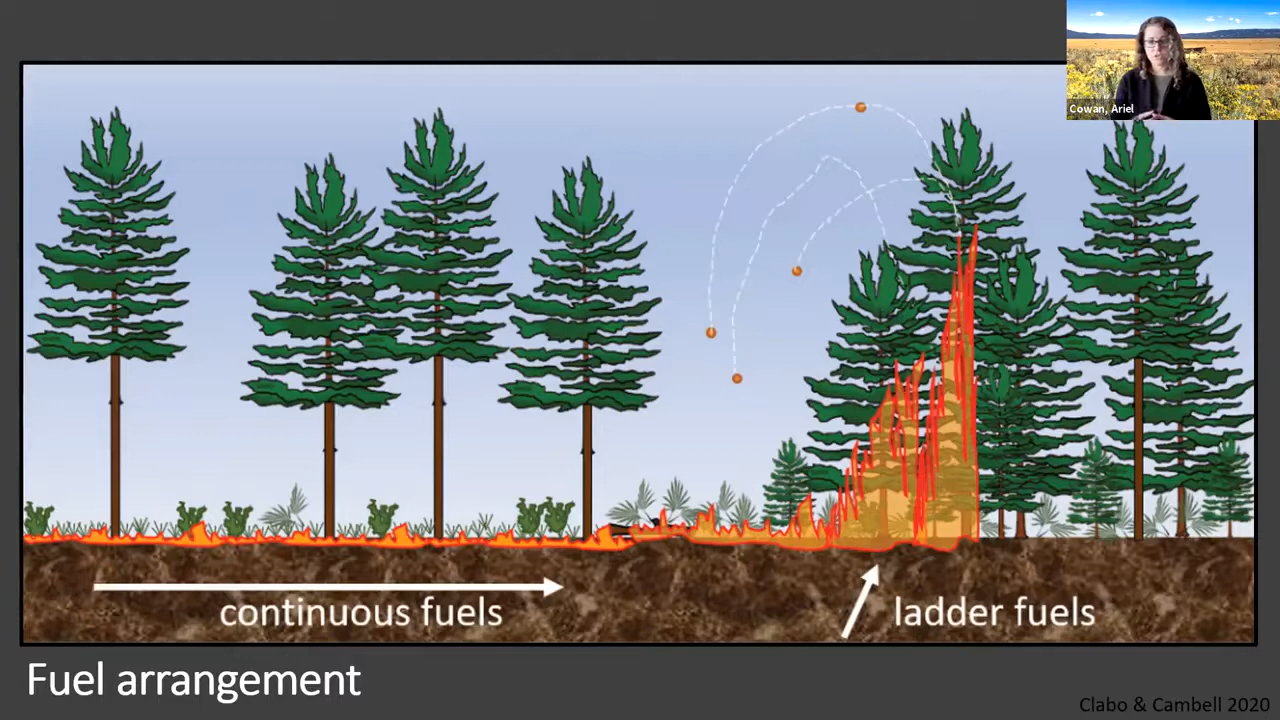 Cowan, Ariel
continuous fuels
ladder fuels
Fuel arrangement
Clabo & Cambell 2020